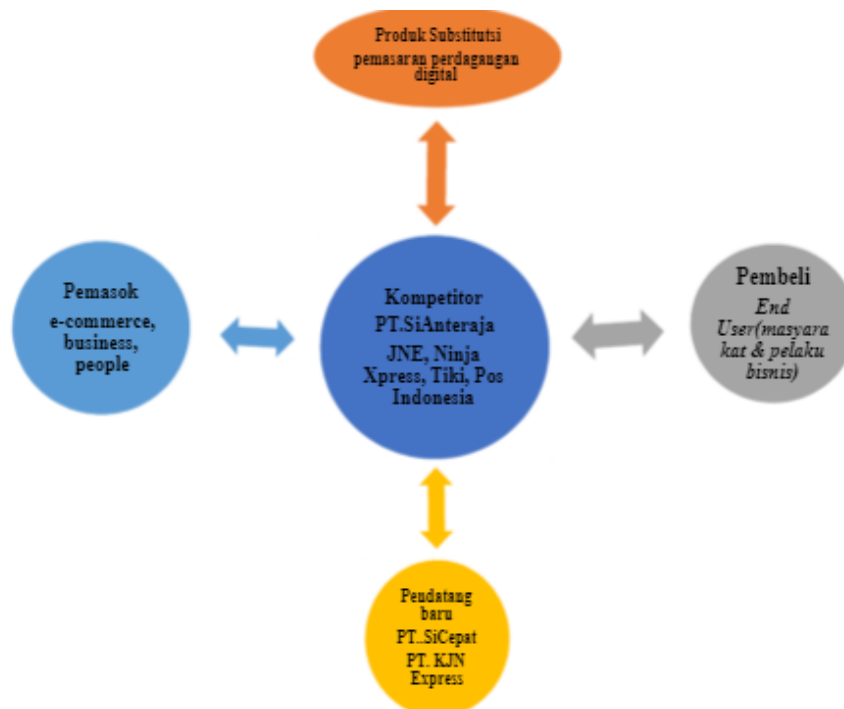 Produk Substitutsi
pemasaran perdagangan
digital
Pemasok
e-commerce,
business,
people
Kompetitor
PT.SiAnteraja
JNE, Ninja
Xpress, Tiki, Pos
Indonesia
Pembeli
End
User(masyara
kat & pelaku
bisnis)
Pendatang
baru
PT..SiCepat
PT. KJN
Express